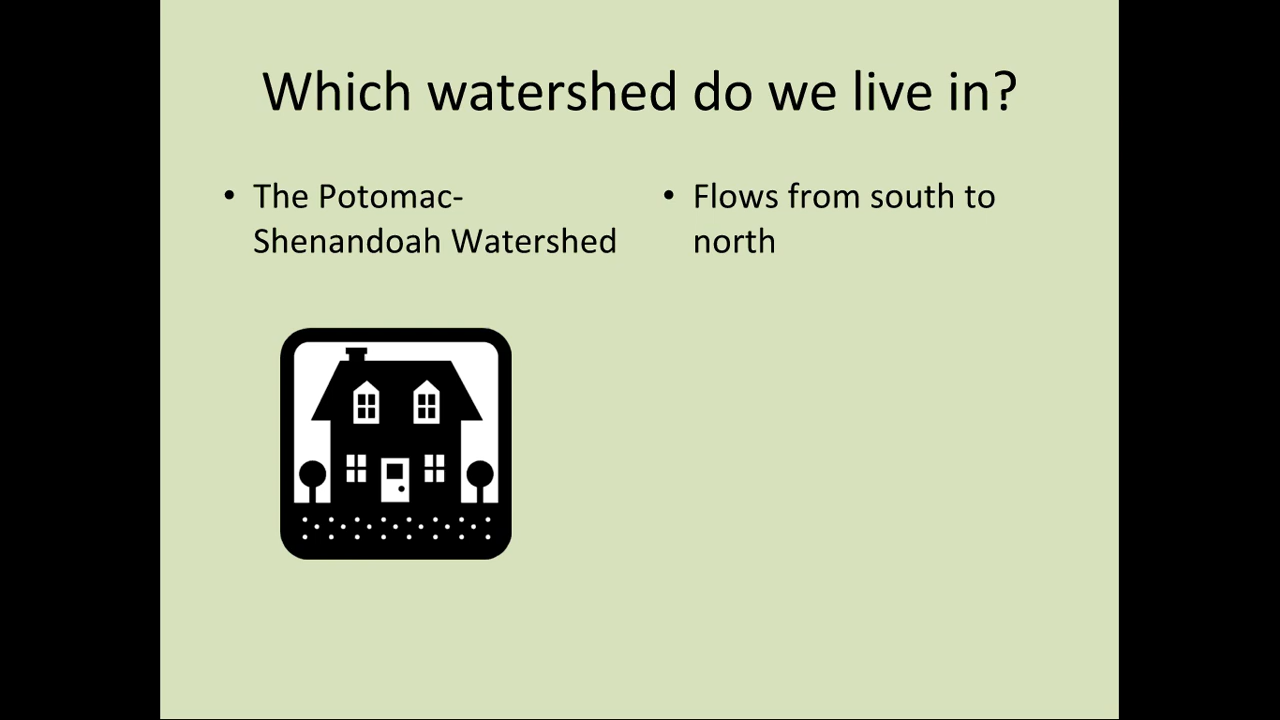 Which watershed do we live in?
• The Potomac-
Shenandoah Watershed
• Flows from south to
north